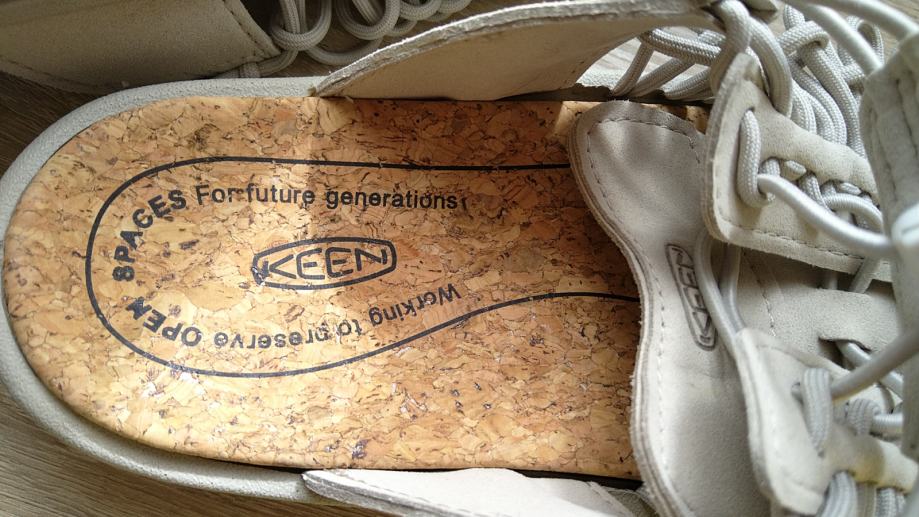 Working to preserve OPEN SPACES For future generations
KEEN
KEEN